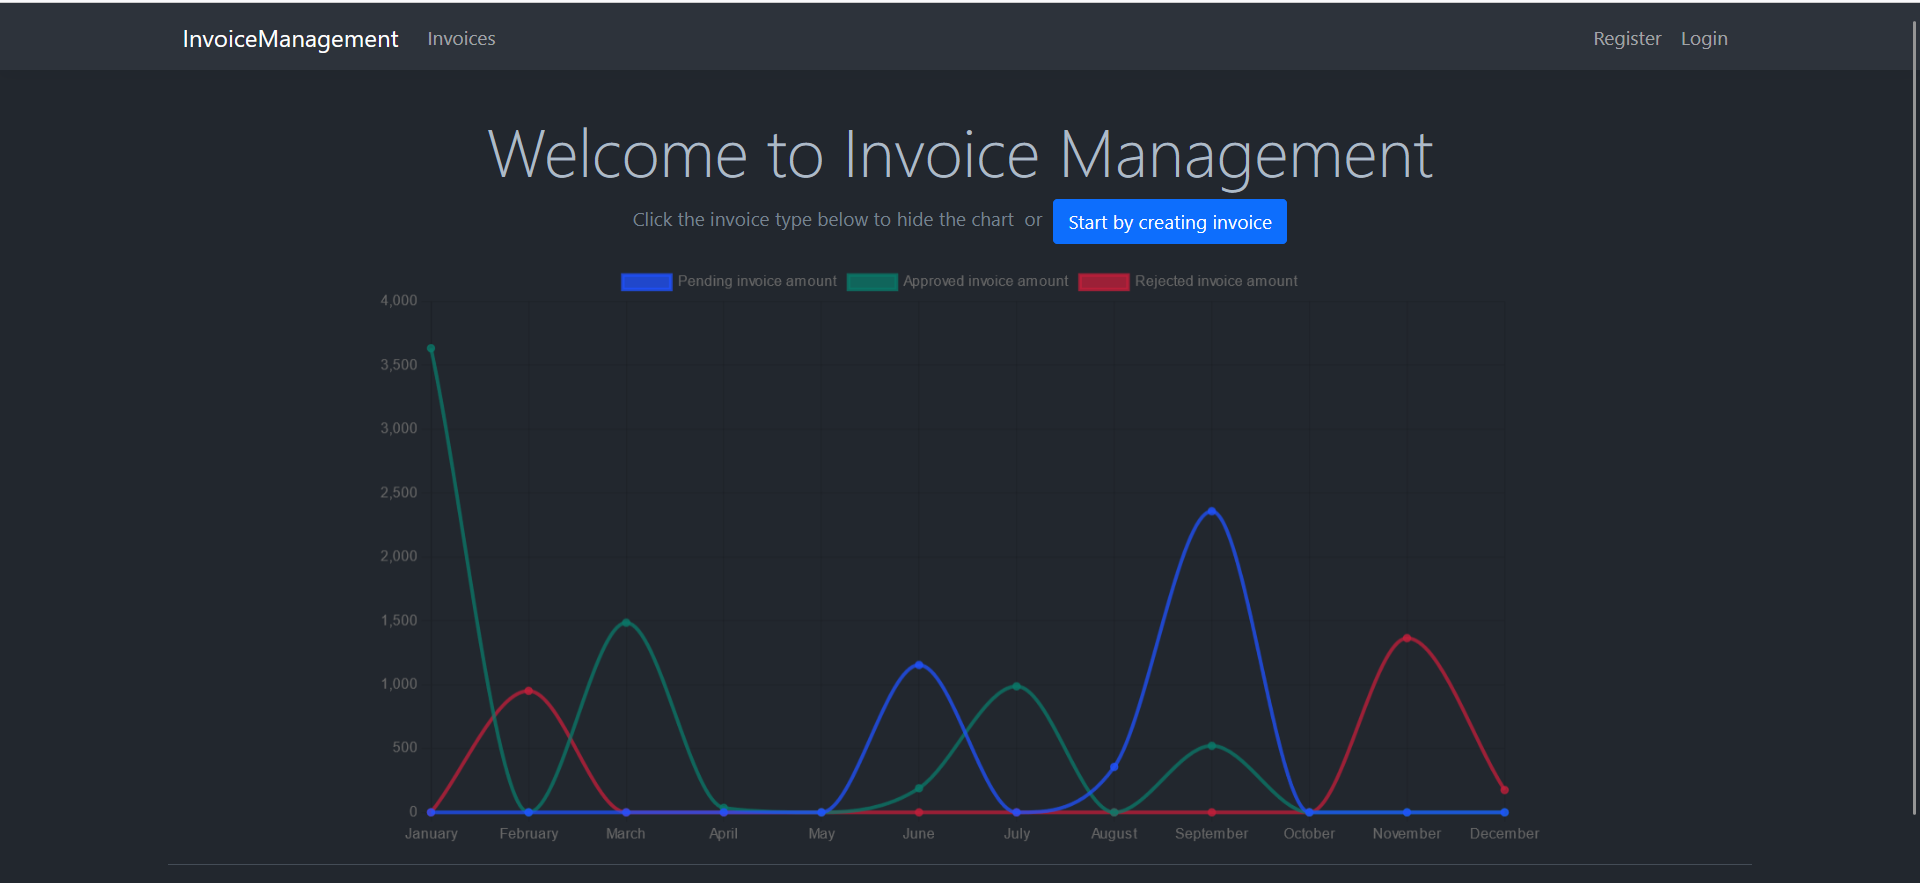 InvoiceManagement Invoices Register Login
Welcome to Invoice Management
Click the invoice type below to hide the chart or Start by creating invoice
Pending invoice amount Approved invoice amount Rejected invoice amount
4,000
3,500
3,000
2,500
2,000
1,500
1,000
500
0
January February March April May June July August September October November December